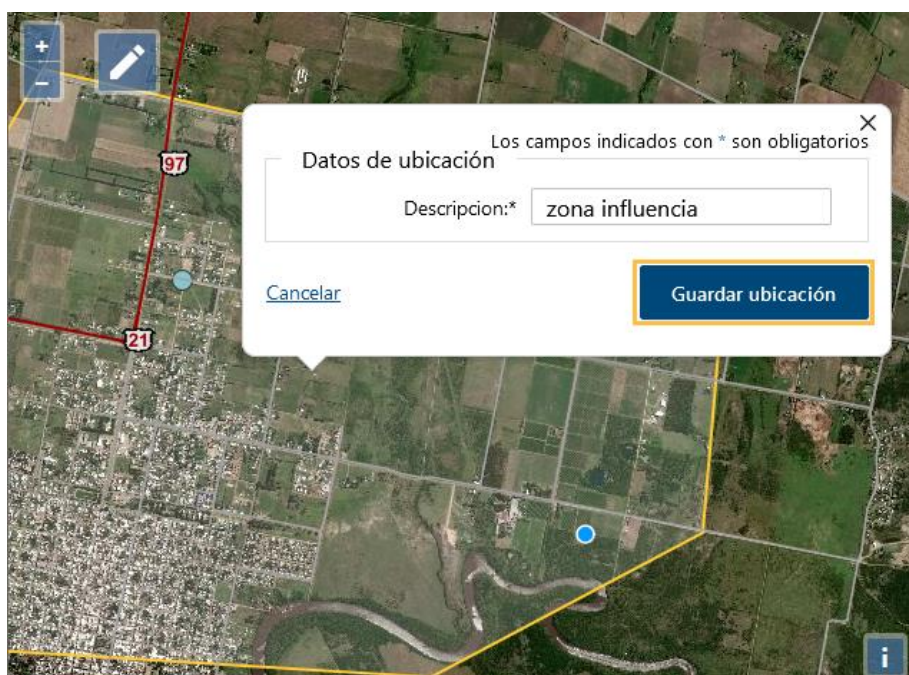 +
−
×
Los campos indicados con * son obligatorios
Datos de ubicación
Descripcion:* zona influencia
97
Cancelar
Guardar ubicación
21
i